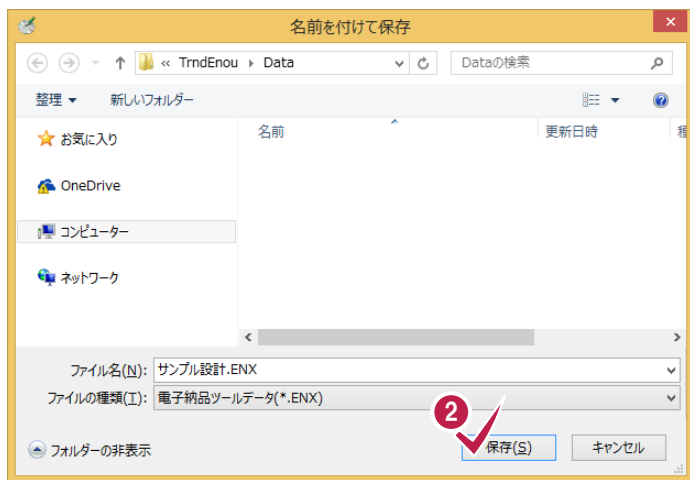 名前を付けて保存
« TrndEnou Data Dataの検索
整理 新しいフォルダー
お気に入り 名前 更新日時
OneDrive
コンピューター
ネットワーク
ファイル名(N): サンプル設計.ENX
ファイルの種類(T): 電子納品ツールデータ(*.ENX)
2
フォルダーの非表示 保存(S) キャンセル